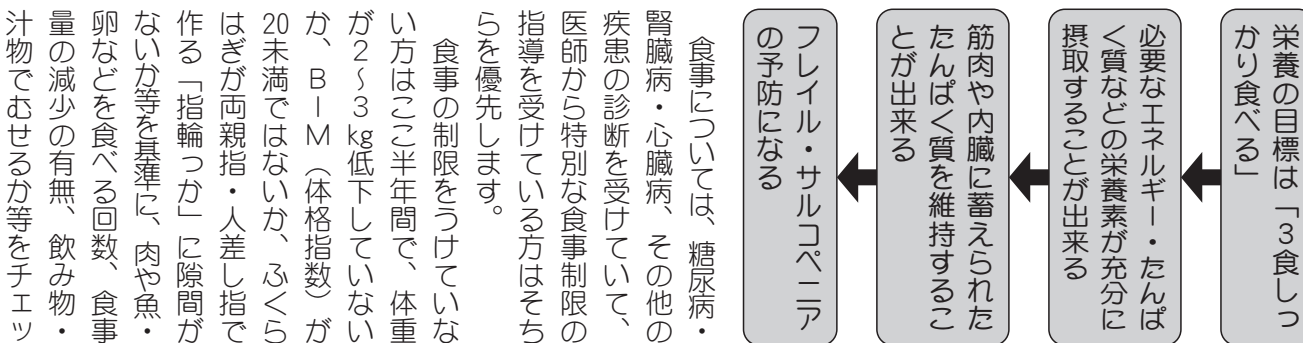 栄養の目標は「3食しっ
かり食べる」
必要なエネルギー・たんぱ
く質などの栄養素が充分に
摂取することが出来る
筋肉や内臓に蓄えられた
たんぱく質を維持するこ
とが出来る
フレイル・サルコペニア
の予防になる
食事については、糖尿病・
腎臓病・心臓病、その他の
疾患の診断を受けていて、
医師から特別な食事制限の
指導を受けている方はそち
らを優先します。
食事の制限をうけていな
い方はここ半年間で、体重
が2～3kg低下していない
か、BIM（体格指数）が
20未満ではないか、ふくら
はぎが両親指・人差し指で
作る「指輪っか」に隙間が
ないか等を基準に、肉や魚・
卵などを食べる回数、食事
量の減少の有無、飲み物・
汁物でむせるか等をチェッ